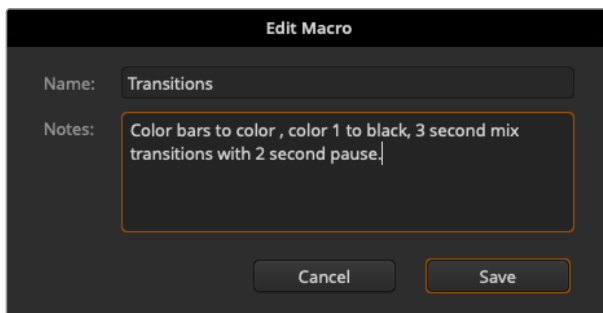 Edit Macro
Name: Transitions
Notes: Color bars to color , color 1 to black, 3 second mix
transitions with 2 second pause.
Cancel Save